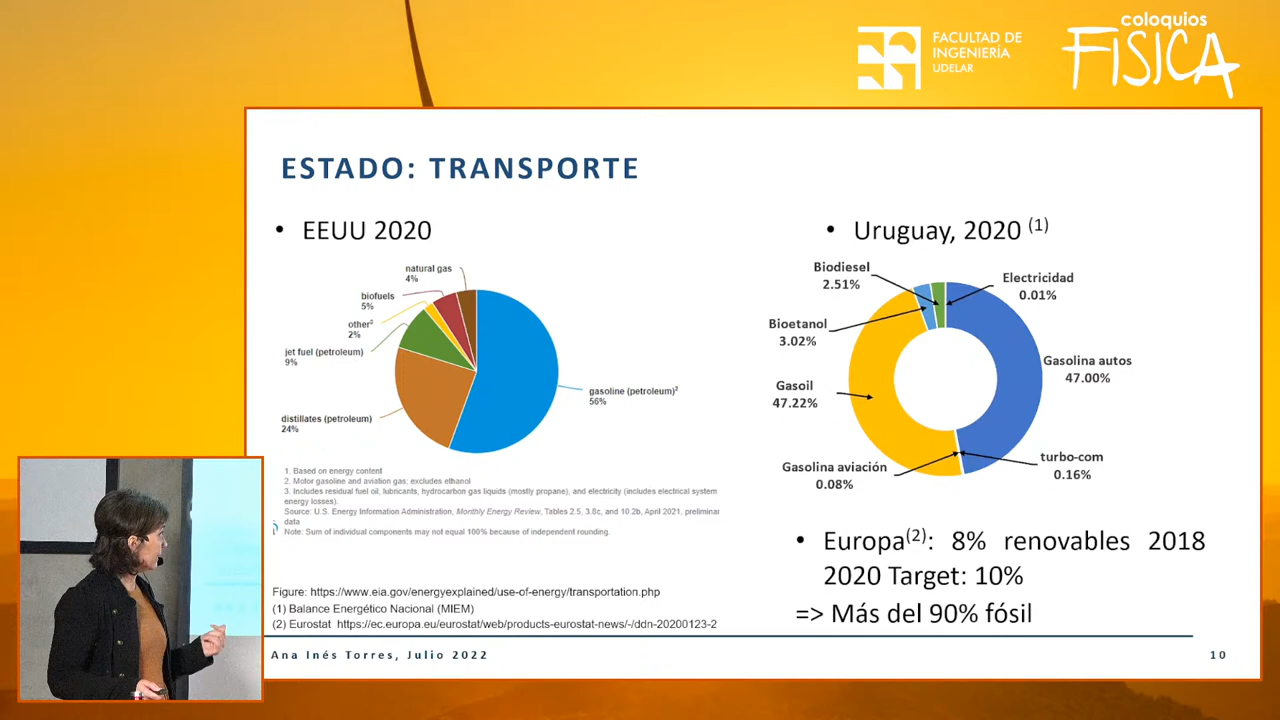 FACULTAD DE
INGENIERÍA
UDELAR
coloquios
FISICA
ESTADO: TRANSPORTE
• EEUU 2020
natural gas
4%
biofuels
5%
other³
2%
jet fuel (petroleum)
9%
distillates (petroleum)
24%
gasoline (petroleum)²
56%
1. Based on energy content
2. Motor gasoline and aviation gas; excludes ethanol
3. Includes residual fuel oil, lubricants, hydrocarbon gas liquids (mostly propane), and electricity (includes electrical system
energy losses).
Source: U.S. Energy Information Administration, Monthly Energy Review, Tables 2.5, 3.8c, and 10.2b, April 2021, preliminar
data
Note: Sum of individual components may not equal 100% because of independent rounding.
• Uruguay, 2020 (1)
Biodiesel
2.51%
Electricidad
0.01%
Bioetanol
3.02%
Gasolina autos
47.00%
Gasoil
47.22%
Gasolina aviación
0.08%
turbo-com
0.16%
• Europa(2): 8% renovables 2018
2020 Target: 10%
=> Más del 90% fósil
Figure: https://www.eia.gov/energyexplained/use-of-energy/transportation.php
(1) Balance Energético Nacional (MIEM)
(2) Eurostat https://ec.europa.eu/eurostat/web/products-eurostat-news/-/ddn-20200123-2
Ana Inés Torres, Julio 2022
10